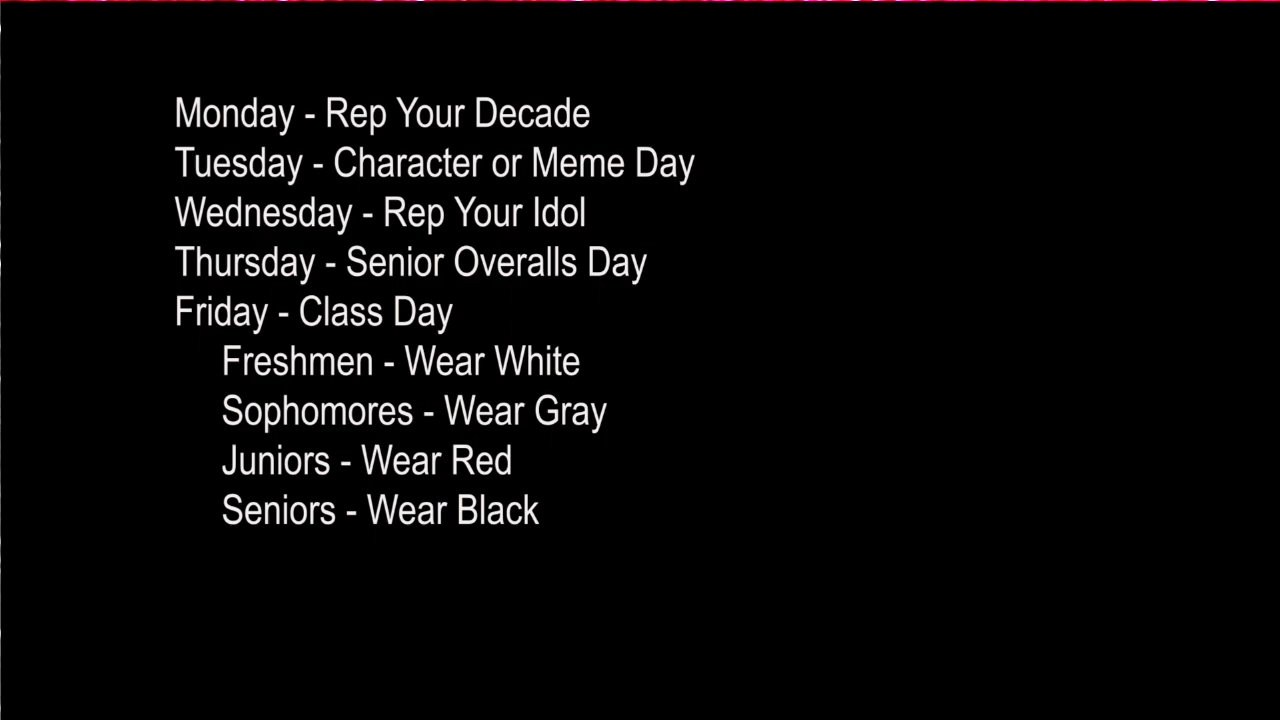 Monday - Rep Your Decade
Tuesday - Character or Meme Day
Wednesday - Rep Your Idol
Thursday - Senior Overalls Day
Friday - Class Day
Freshmen - Wear White
Sophomores - Wear Gray
Juniors - Wear Red
Seniors - Wear Black